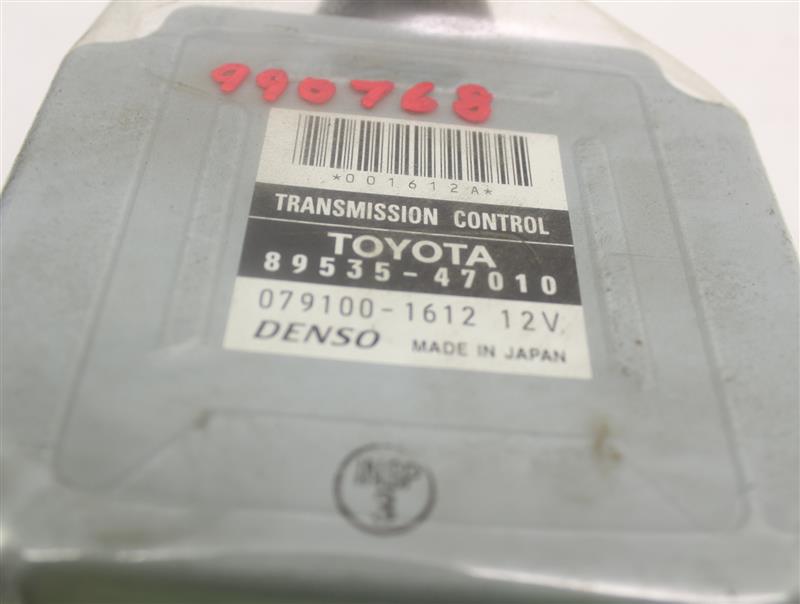 990768
*001612A*
TRANSMISSION CONTROL
TOYOTA
89535-47010
079100-1612 12V
DENSO MADE IN JAPAN
INSP
3